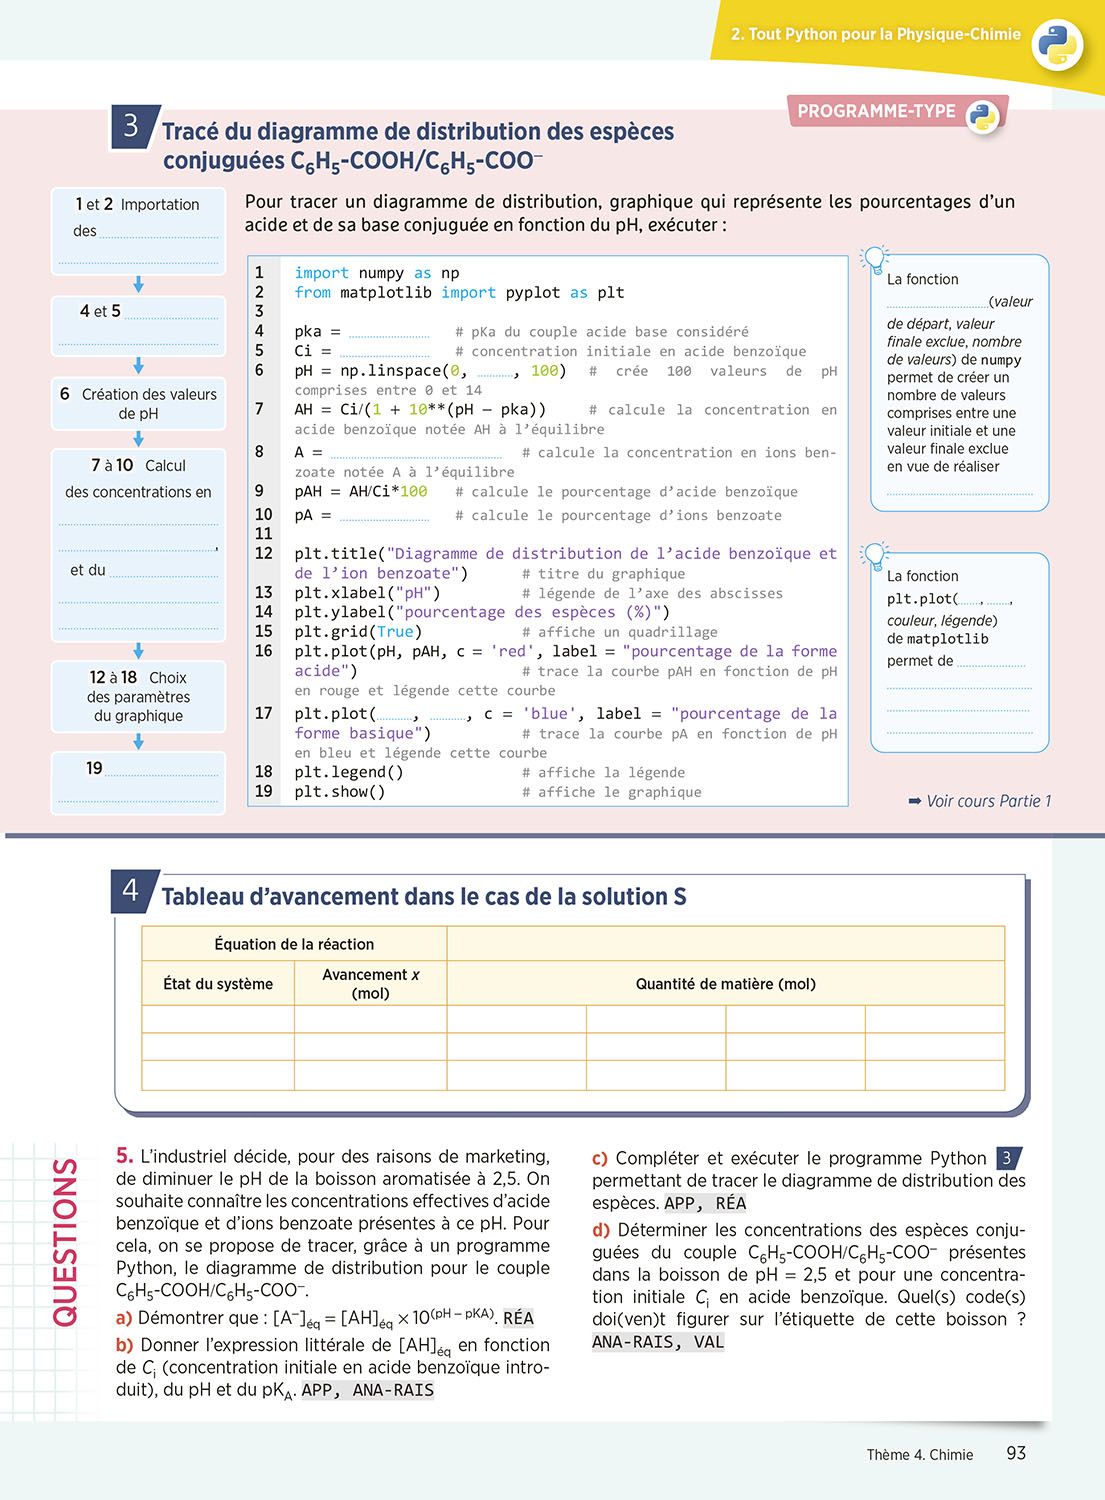 2. Tout Python pour la Physique-Chimie
PROGRAMME-TYPE
3 Tracé du diagramme de distribution des espèces
conjuguées C₆H₅-COOH/C₆H₅-COO⁻
1 et 2 Importation
des
4 et 5
6 Création des valeurs
de pH
7 à 10 Calcul
des concentrations en
,
et du
12 à 18 Choix
des paramètres
du graphique
19
Pour tracer un diagramme de distribution, graphique qui représente les pourcentages d'un
acide et de sa base conjuguée en fonction du pH, exécuter :
1 import numpy as np
2 from matplotlib import pyplot as plt
3
4 pka = ............ # pKa du couple acide base considéré
5 Ci = ............ # concentration initiale en acide benzoïque
6 pH = np.linspace(0, ........, 100) # crée 100 valeurs de pH
comprises entre 0 et 14
7 AH = Ci/(1 + 10**(pH – pka)) # calcule la concentration en
acide benzoïque notée AH à l'équilibre
8 A = ............ # calcule la concentration en ions ben-
zoate notée A à l'équilibre
9 pAH = AH/Ci*100 # calcule le pourcentage d'acide benzoïque
10 pA = ............ # calcule le pourcentage d'ions benzoate
11
12 plt.title("Diagramme de distribution de l'acide benzoïque et
de l'ion benzoate") # titre du graphique
13 plt.xlabel("pH") # légende de l'axe des abscisses
14 plt.ylabel("pourcentage des espèces (%)")
15 plt.grid(True) # affiche un quadrillage
16 plt.plot(pH, pAH, c = 'red', label = "pourcentage de la forme
acide") # trace la courbe pAH en fonction de pH
en rouge et légende cette courbe
17 plt.plot(........, ........, c = 'blue', label = "pourcentage de la
forme basique") # trace la courbe pA en fonction de pH
en bleu et légende cette courbe
18 plt.legend() # affiche la légende
19 plt.show() # affiche le graphique
La fonction
............(valeur
de départ, valeur
finale exclue, nombre
de valeurs) de numpy
permet de créer un
nombre de valeurs
comprises entre une
valeur initiale et une
valeur finale exclue
en vue de réaliser
La fonction
plt.plot(......, ......,
couleur, légende)
de matplotlib
permet de
➡ Voir cours Partie 1
4 Tableau d'avancement dans le cas de la solution S
Équation de la réaction
État du système
Avancement x
(mol)
Quantité de matière (mol)
QUESTIONS
5. L'industriel décide, pour des raisons de marketing,
de diminuer le pH de la boisson aromatisée à 2,5. On
souhaite connaître les concentrations effectives d'acide
benzoïque et d'ions benzoate présentes à ce pH. Pour
cela, on se propose de tracer, grâce à un programme
Python, le diagramme de distribution pour le couple
C₆H₅-COOH/C₆H₅-COO⁻.
a) Démontrer que : [A⁻]éq = [AH]éq × 10^(pH – pKA). RÉA
b) Donner l'expression littérale de [AH]éq en fonction
de Ci (concentration initiale en acide benzoïque intro-
duit), du pH et du pKA. APP, ANA-RAIS
c) Compléter et exécuter le programme Python 3
permettant de tracer le diagramme de distribution des
espèces. APP, RÉA
d) Déterminer les concentrations des espèces conju-
guées du couple C₆H₅-COOH/C₆H₅-COO⁻ présentes
dans la boisson de pH = 2,5 et pour une concentra-
tion initiale Ci en acide benzoïque. Quel(s) code(s)
doi(ven)t figurer sur l'étiquette de cette boisson ?
ANA-RAIS, VAL
Thème 4. Chimie 93